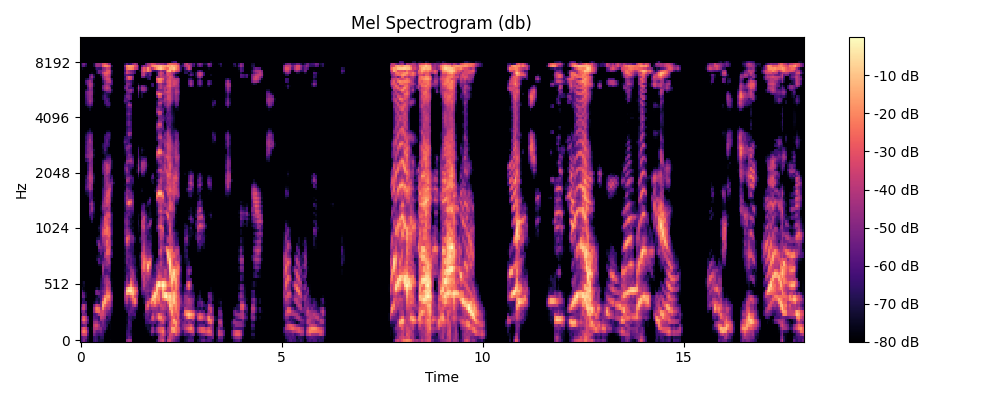 Mel Spectrogram (db)
8192
4096
2048
1024
512
0
Hz
0 5 10 15
Time
-10 dB
-20 dB
-30 dB
-40 dB
-50 dB
-60 dB
-70 dB
-80 dB